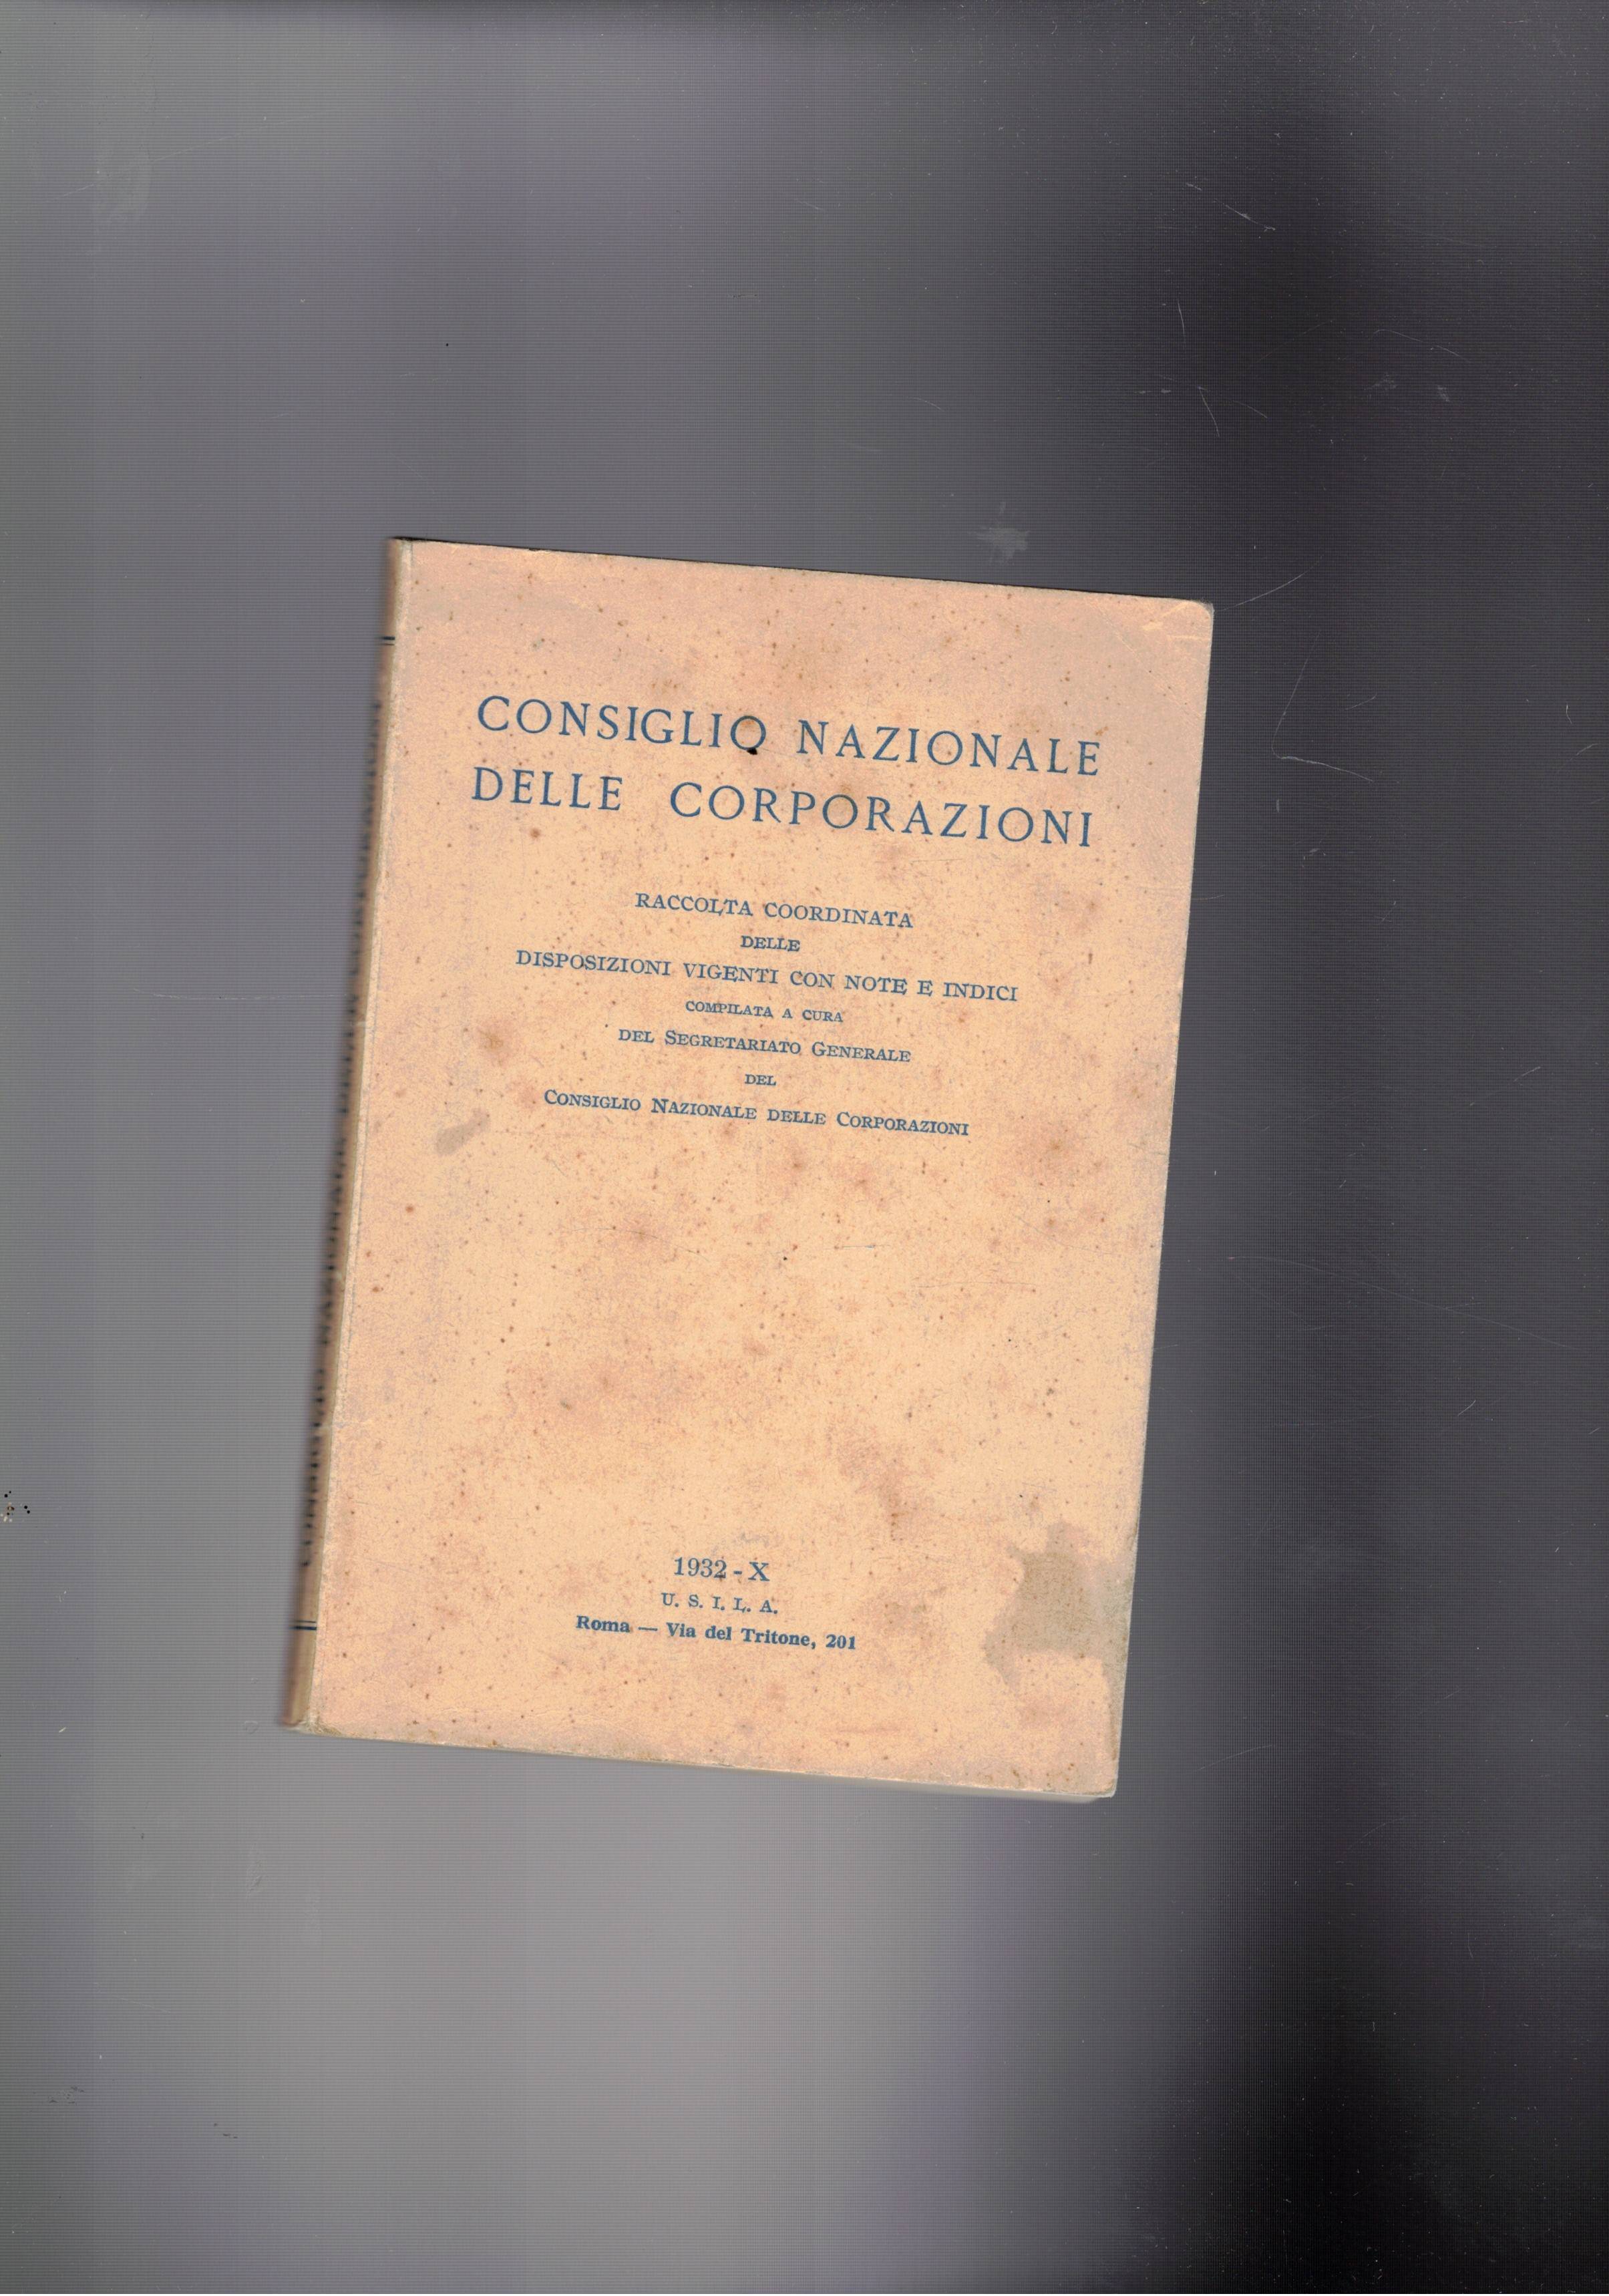 CONSIGLIO NAZIONALE
DELLE CORPORAZIONI
RACCOLTA COORDINATA
DELLE
DISPOSIZIONI VIGENTI CON NOTE E INDICI
COMPILATA A CURA
DEL SEGRETARIATO GENERALE
DEL
CONSIGLIO NAZIONALE DELLE CORPORAZIONI
1932 - X
U. S. I. L. A.
Roma — Via del Tritone, 201